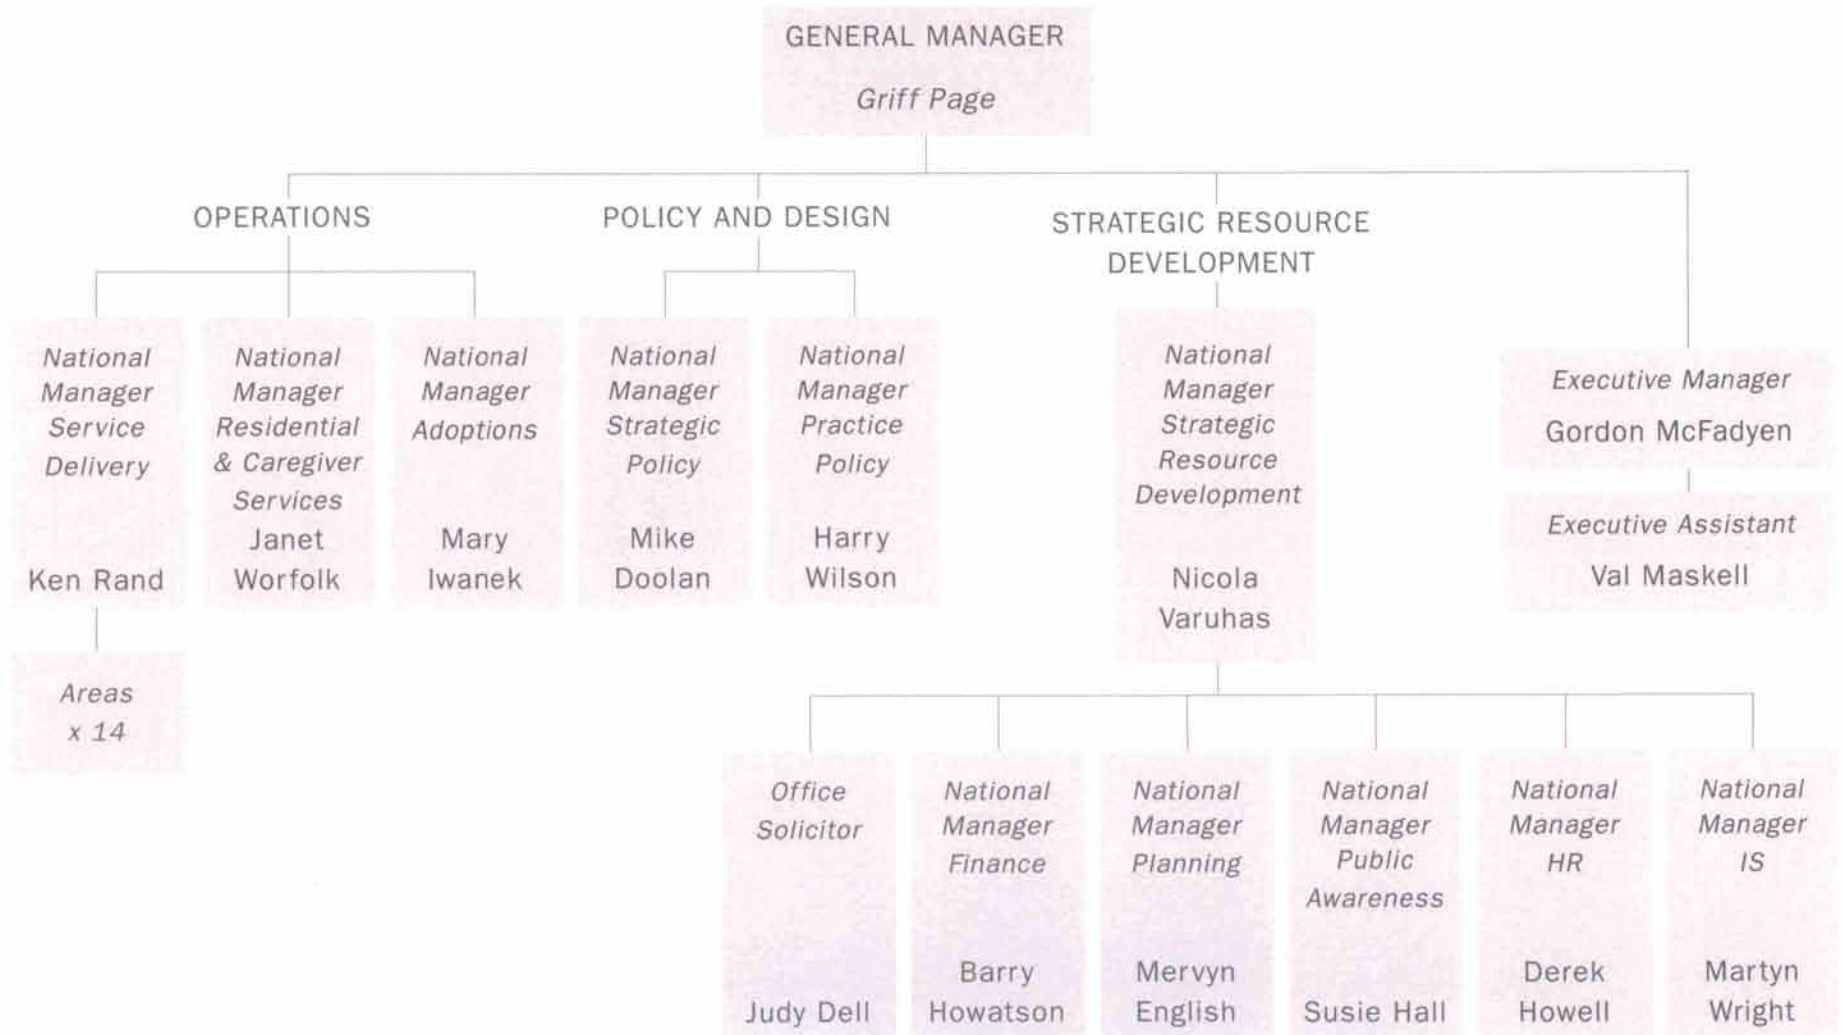 GENERAL MANAGER
Griff Page
OPERATIONS
POLICY AND DESIGN
STRATEGIC RESOURCE
DEVELOPMENT
National
Manager
Service
Delivery
Ken Rand
National
Manager
Residential
& Caregiver
Services
Janet
Worfolk
National
Manager
Adoptions
Mary
Iwanek
National
Manager
Strategic
Policy
Mike
Doolan
National
Manager
Practice
Policy
Harry
Wilson
National
Manager
Strategic
Resource
Development
Nicola
Varuhas
Executive Manager
Gordon McFadyen
Executive Assistant
Val Maskell
Areas
x 14
Office
Solicitor
Judy Dell
National
Manager
Finance
Barry
Howatson
National
Manager
Planning
Mervyn
English
National
Manager
Public
Awareness
Susie Hall
National
Manager
HR
Derek
Howell
National
Manager
IS
Martyn
Wright